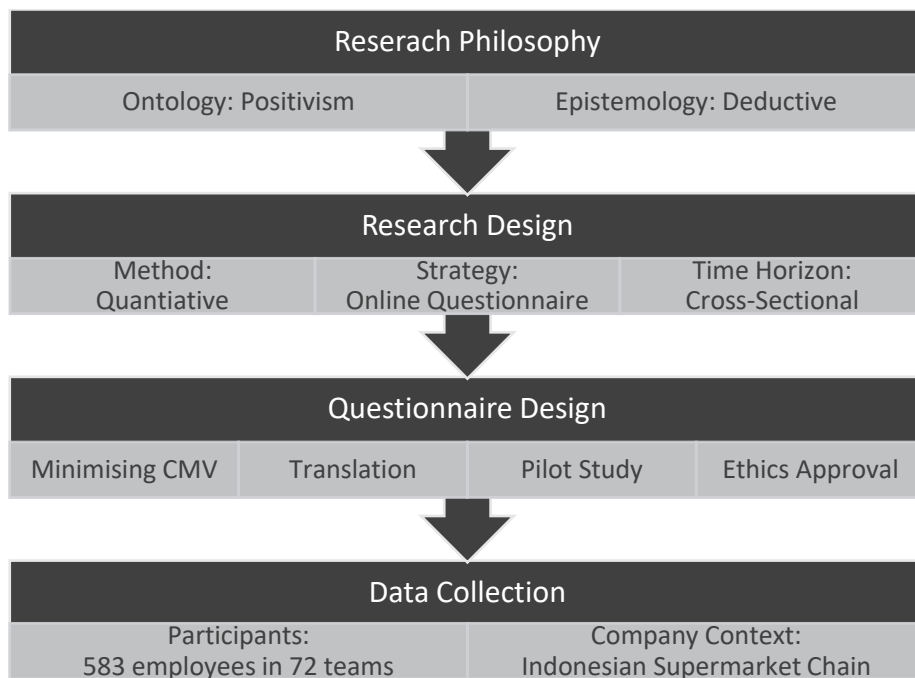 Reserach Philosophy
Ontology: Positivism
Epistemology: Deductive
Research Design
Method:
Quantiative
Strategy:
Online Questionnaire
Time Horizon:
Cross-Sectional
Questionnaire Design
Minimising CMV
Translation
Pilot Study
Ethics Approval
Data Collection
Participants:
583 employees in 72 teams
Company Context:
Indonesian Supermarket Chain